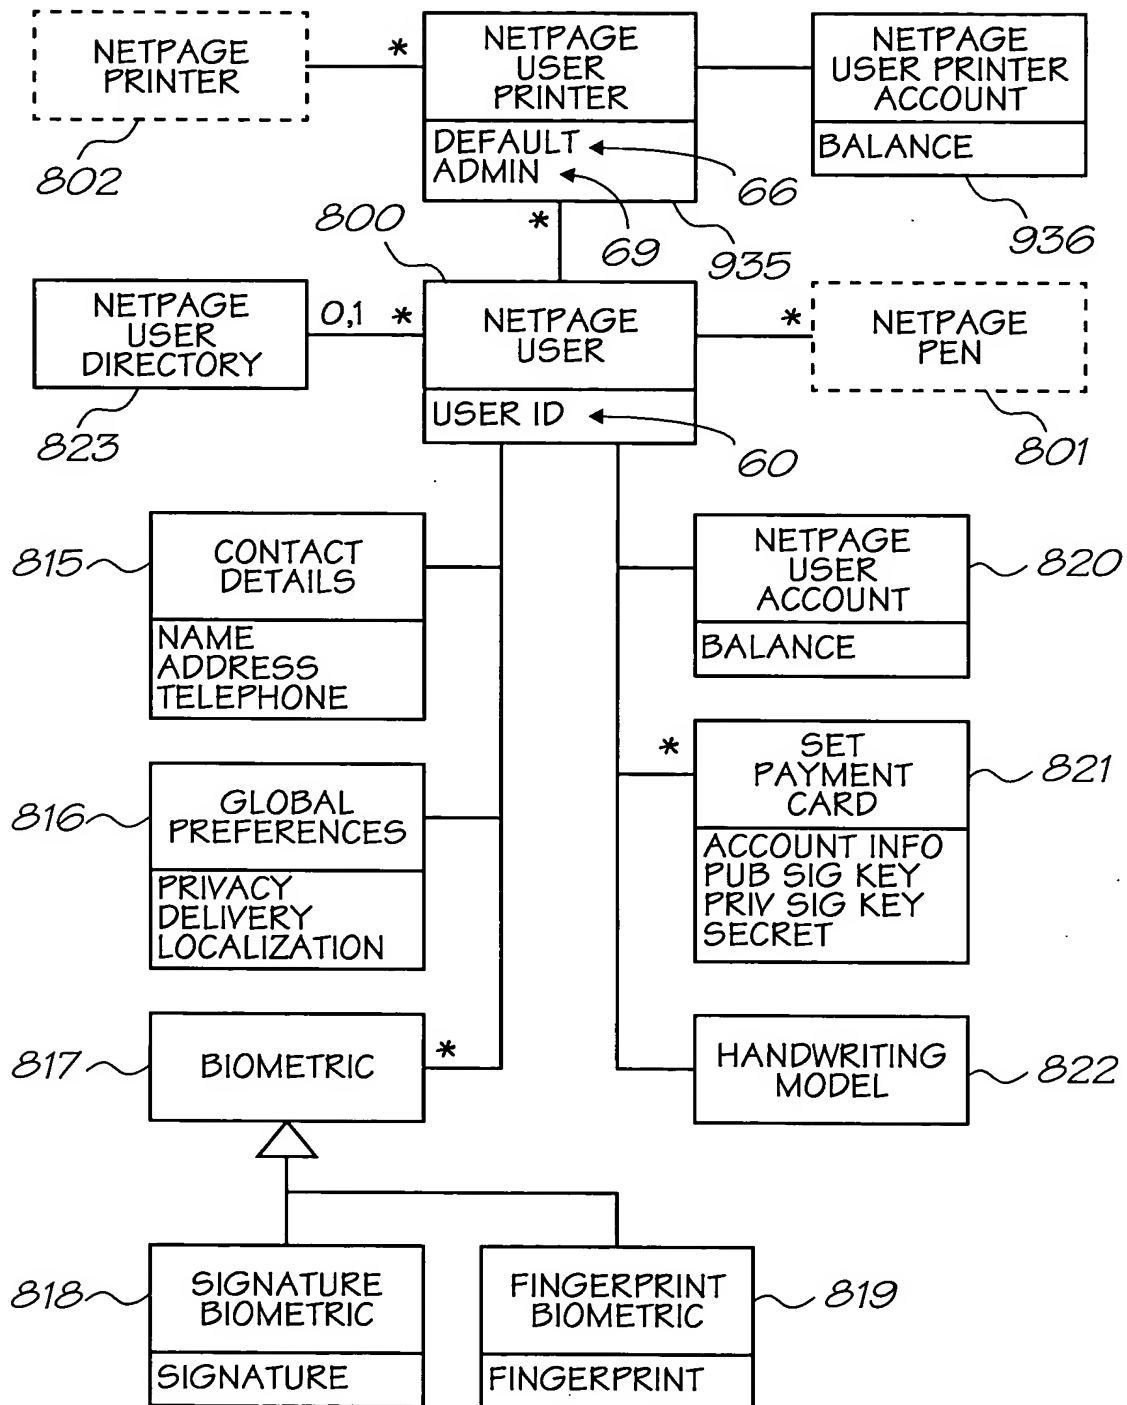 NETPAGE
PRINTER
802
*
NETPAGE
USER
PRINTER
DEFAULT
ADMIN
66
69
935
NETPAGE
USER PRINTER
ACCOUNT
BALANCE
936
*
800
NETPAGE
USER
DIRECTORY
823
0,1
*
NETPAGE
USER
USER ID
60
*
NETPAGE
PEN
801
815
CONTACT
DETAILS
NAME
ADDRESS
TELEPHONE
NETPAGE
USER
ACCOUNT
BALANCE
820
816
GLOBAL
PREFERENCES
PRIVACY
DELIVERY
LOCALIZATION
*
SET
PAYMENT
CARD
ACCOUNT INFO
PUB SIG KEY
PRIV SIG KEY
SECRET
821
817
BIOMETRIC
*
HANDWRITING
MODEL
822
818
SIGNATURE
BIOMETRIC
SIGNATURE
FINGERPRINT
BIOMETRIC
FINGERPRINT
819